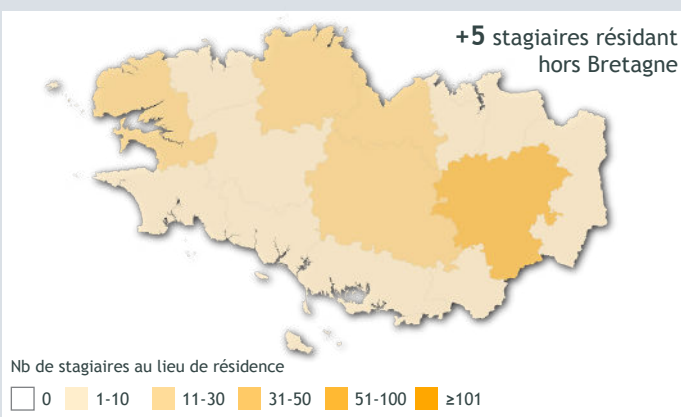 +5 stagiaires résidant
hors Bretagne
Nb de stagiaires au lieu de résidence
0 1-10 11-30 31-50 51-100 ≥101